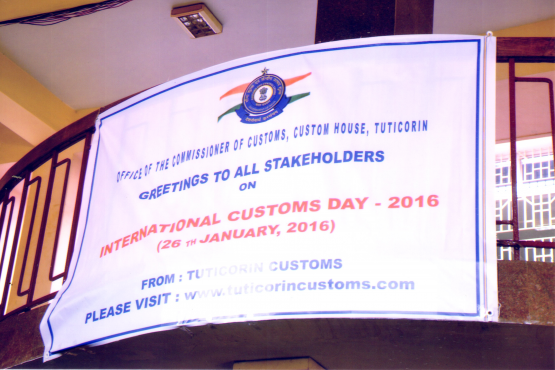 OFFICE OF THE COMMISSIONER OF CUSTOMS, CUSTOM HOUSE, TUTICORIN
GREETINGS TO ALL STAKEHOLDERS
ON
INTERNATIONAL CUSTOMS DAY - 2016
(26 TH JANUARY, 2016)
FROM : TUTICORIN CUSTOMS
PLEASE VISIT : www.tuticorincustoms.com